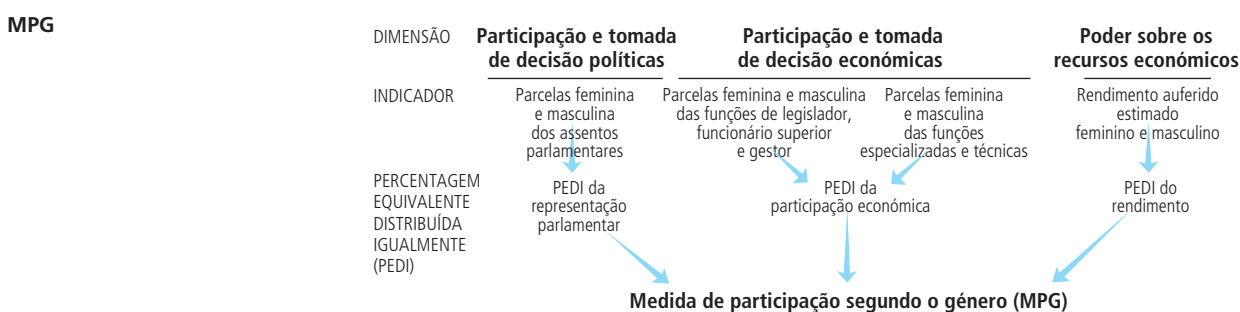 MPG
DIMENSÃO
Participação e tomada
de decisão políticas
Participação e tomada
de decisão económicas
Poder sobre os
recursos económicos
INDICADOR
Parcelas feminina
e masculina
dos assentos
parlamentares
Parcelas feminina e masculina
das funções de legislador,
funcionário superior
e gestor
Parcelas feminina
e masculina
das funções
especializadas e técnicas
Rendimento auferido
estimado
feminino e masculino
PERCENTAGEM
EQUIVALENTE
DISTRIBUÍDA
IGUALMENTE
(PEDI)
PEDI da
representação
parlamentar
PEDI da
participação económica
PEDI do
rendimento
Medida de participação segundo o género (MPG)